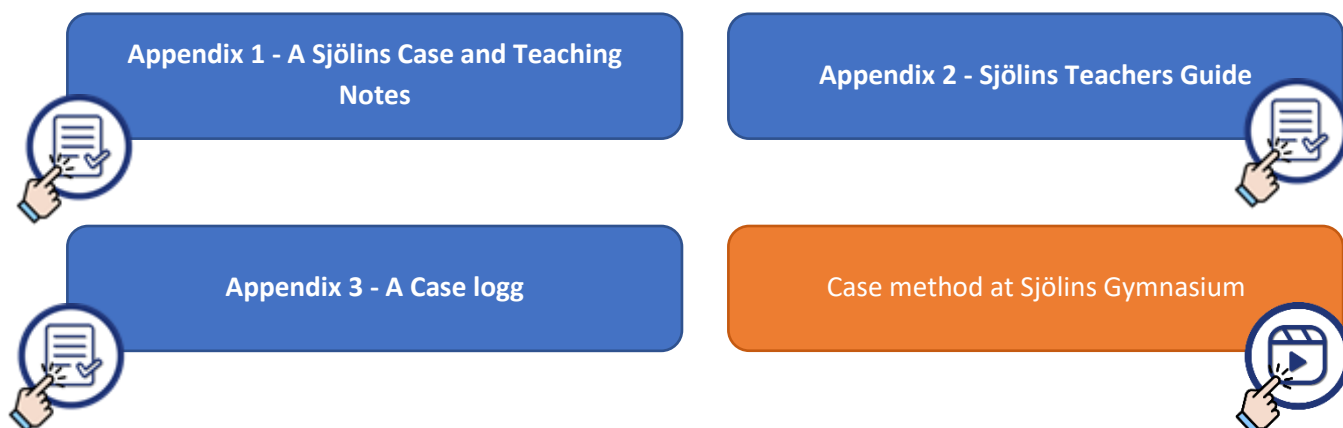 Appendix 1 - A Sjölins Case and Teaching
Notes
Appendix 2 - Sjölins Teachers Guide
Appendix 3 - A Case logg
Case method at Sjölins Gymnasium